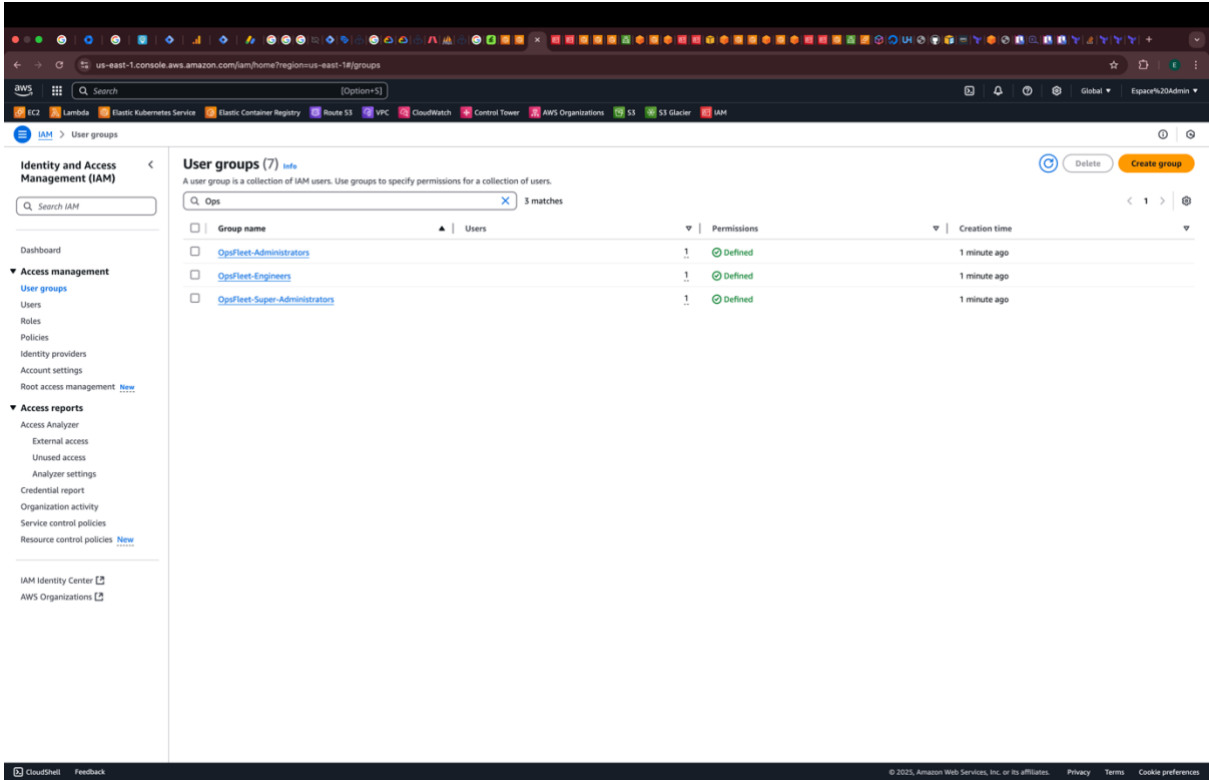 us-east-1.console.aws.amazon.com/iam/home?region=us-east-1#/groups
E
aws
Search
[Option+S]
Global
Espace%20Admin
EC2 Lambda Elastic Kubernetes Service Elastic Container Registry Route 53 VPC CloudWatch Control Tower AWS Organizations S3 S3 Glacier IAM
IAM > User groups
Identity and Access Management (IAM)
Search IAM
Dashboard
Access management
User groups
Users
Roles
Policies
Identity providers
Account settings
Root access management New
Access reports
Access Analyzer
External access
Unused access
Analyzer settings
Credential report
Organization activity
Service control policies
Resource control policies New
IAM Identity Center
AWS Organizations
User groups (7) Info
Delete
Create group
A user group is a collection of IAM users. Use groups to specify permissions for a collection of users.
Ops
3 matches
1
Group name Users Permissions Creation time
OpsFleet-Administrators 1 Defined 1 minute ago
OpsFleet-Engineers 1 Defined 1 minute ago
OpsFleet-Super-Administrators 1 Defined 1 minute ago
CloudShell Feedback
© 2025, Amazon Web Services, Inc. or its affiliates. Privacy Terms Cookie preferences